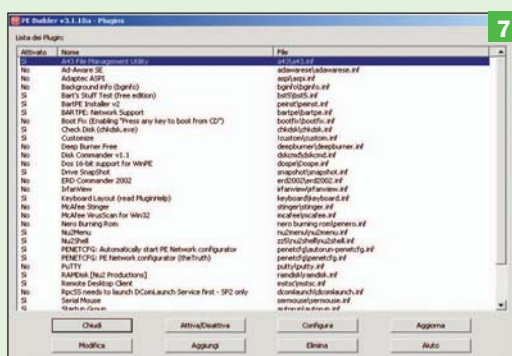 PE Builder v3.1.10a - Plugins
7
Lista dei Plugin:
Attivato Nome File
Si A43 File Management Utility a43\a43.inf
No Ad-Aware SE adawarese\adawarese.inf
No Adaptec ASPI aspi\aspi.inf
No Background info (bginfo) bginfo\bginfo.inf
Si Bart's Stuff Test (free edition) bst5\bst5.inf
Si BartPE Installer v2 peinst\peinst.inf
Si BARTPE: Network Support bartpe\bartpe.inf
No Boot Fix (Enabling "Press any key to boot from CD") bootfix\bootfix.inf
Si Check Disk (chkdsk.exe) chkdsk\chkdsk.inf
Si Customize !custom\custom.inf
No Deep Burner Free deepburner\deepburner.inf
No Disk Commander v1.1 dskcmd\dskcmd.inf
No Dos 16-bit support for WinPE dospe\Dospe.inf
Si Drive SnapShot snapshot\snapshot.inf
No ERD Commander 2002 erd2002\erd2002.inf
No IrfanView irfanview\irfanview.inf
Si Keyboard Layout (read PluginHelp) keyboard\keyboard.inf
No McAfee Stinger stinger\stinger.inf
No McAfee VirusScan for Win32 mcafee\mcafee.inf
No Nero Burning Rom nero burning rom\penero.inf
Si Nu2Menu nu2menu\nu2menu.inf
Si Nu2Shell nu2shell\nu2shell.inf
Si PENETCFG: Automatically start PE Network configurator penetcfg\autorun-penetcfg.inf
Si PENETCFG: PE Network configurator (theTruth) penetcfg\penetcfg.inf
No PuTTY putty\putty.inf
Si RAMDisk [Nu2 Productions] ramdisk\ramdisk.inf
Si Remote Desktop Client mstsc\mstsc.inf
No RpcSS needs to launch DComLaunch Service first - SP2 only dcomlaunch\dcomlaunch.inf
Si Serial Mouse sermouse\sermouse.inf
Si Startup Group autorun\autorun.inf
Chiudi Attiva/Disattiva Configura Aggiorna
Modifica Aggiungi Elimina Aiuto